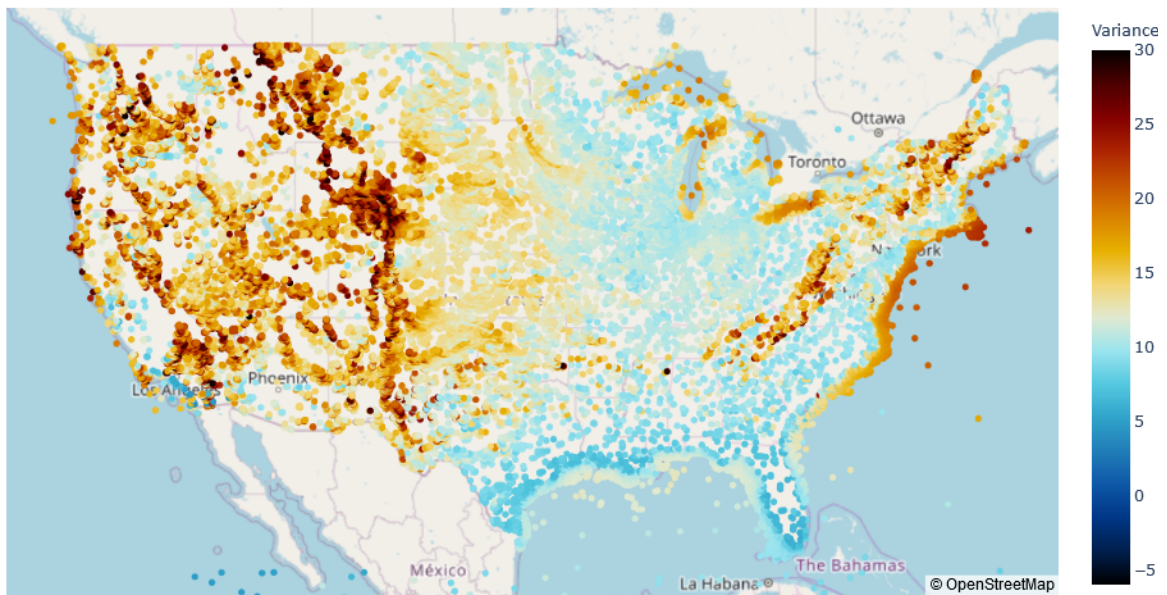 Variance
30
25
20
15
10
5
0
−5
Ottawa
Toronto
New York
Los Angeles
Phoenix
México
La Habana
The Bahamas
© OpenStreetMap